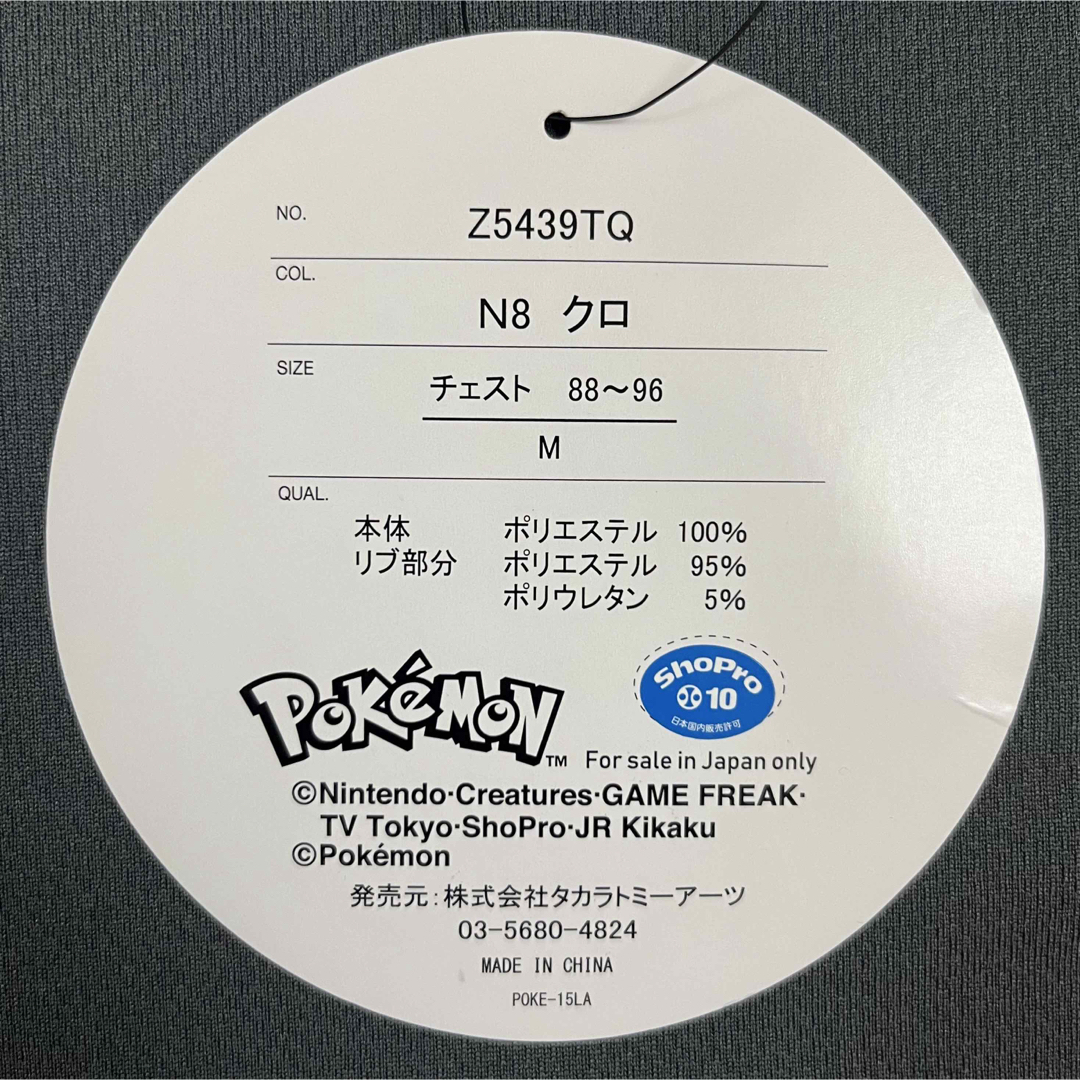 NO.
Z5439TQ
COL.
N8 クロ
SIZE
チェスト 88～96
M
QUAL.
本体 ポリエステル 100%
リブ部分 ポリエステル 95%
ポリウレタン 5%
POKéMON™
ShoPro
10
日本国内販売許可
For sale in Japan only
©Nintendo·Creatures·GAME FREAK·
TV Tokyo·ShoPro·JR Kikaku
©Pokémon
発売元:株式会社タカラトミーアーツ
03-5680-4824
MADE IN CHINA
POKE-15LA